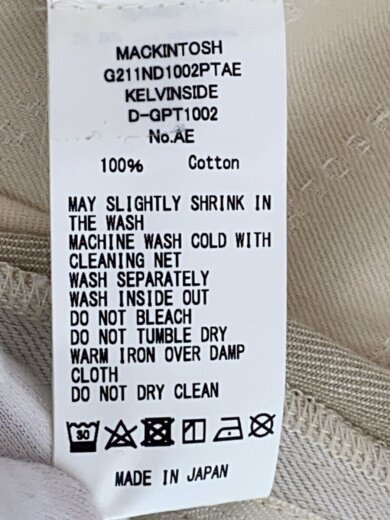 MACKINTOSH
G211ND1002PTAE
KELVINSIDE
D-GPT1002
No.AE
100% Cotton
MAY SLIGHTLY SHRINK IN
THE WASH
MACHINE WASH COLD WITH
CLEANING NET
WASH SEPARATELY
WASH INSIDE OUT
DO NOT BLEACH
DO NOT TUMBLE DRY
WARM IRON OVER DAMP
CLOTH
DO NOT DRY CLEAN
30
MADE IN JAPAN